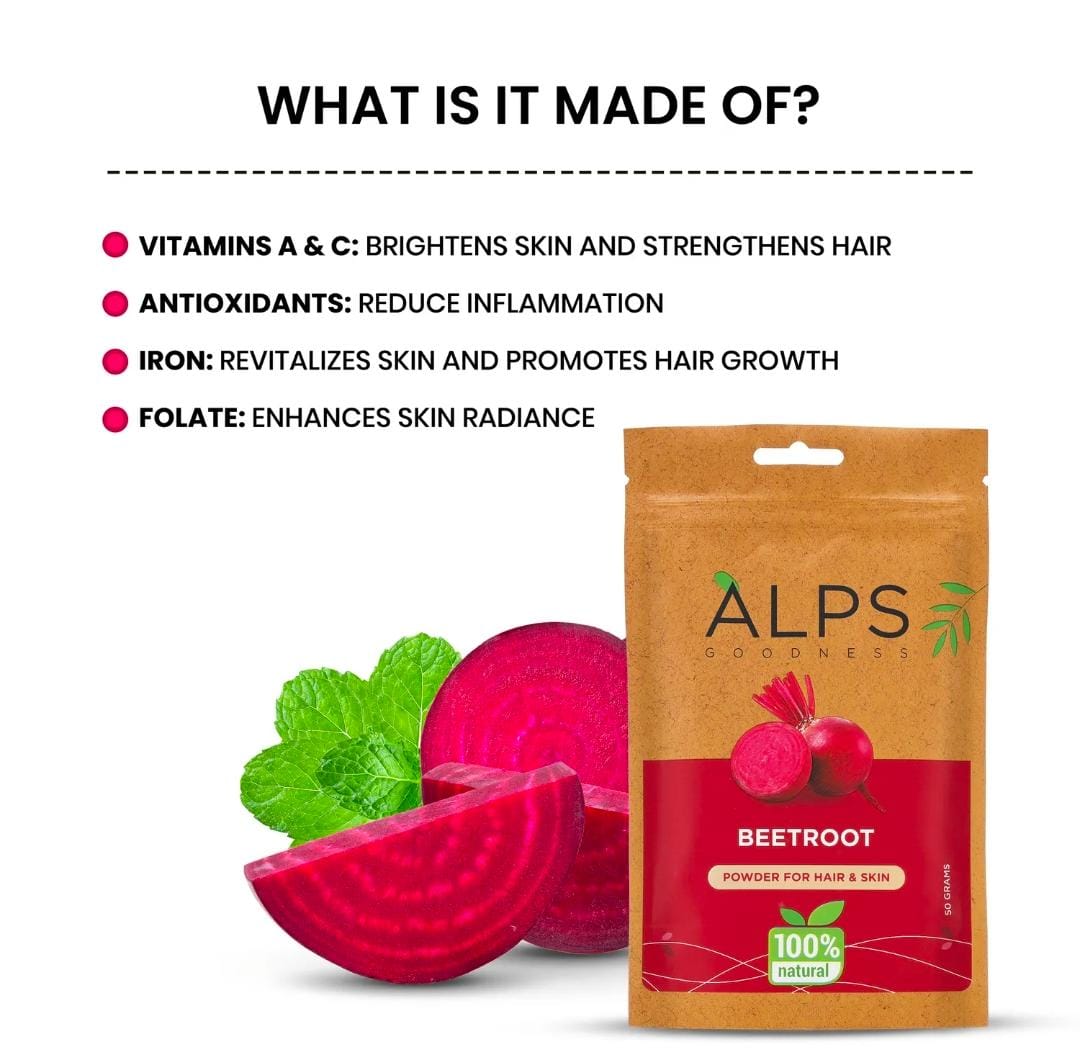 WHAT IS IT MADE OF?
VITAMINS A & C: BRIGHTENS SKIN AND STRENGTHENS HAIR
ANTIOXIDANTS: REDUCE INFLAMMATION
IRON: REVITALIZES SKIN AND PROMOTES HAIR GROWTH
FOLATE: ENHANCES SKIN RADIANCE
ALPS
GOODNESS
BEETROOT
POWDER FOR HAIR & SKIN
50 GRAMS
100%
natural